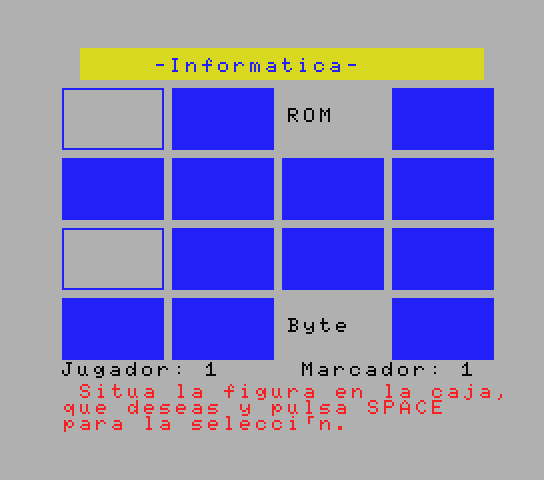 -Informatica-
ROM
Byte
Jugador: 1 Marcador: 1
Situa la figura en la caja,
que deseas y pulsa SPACE
para la selecci┌n.